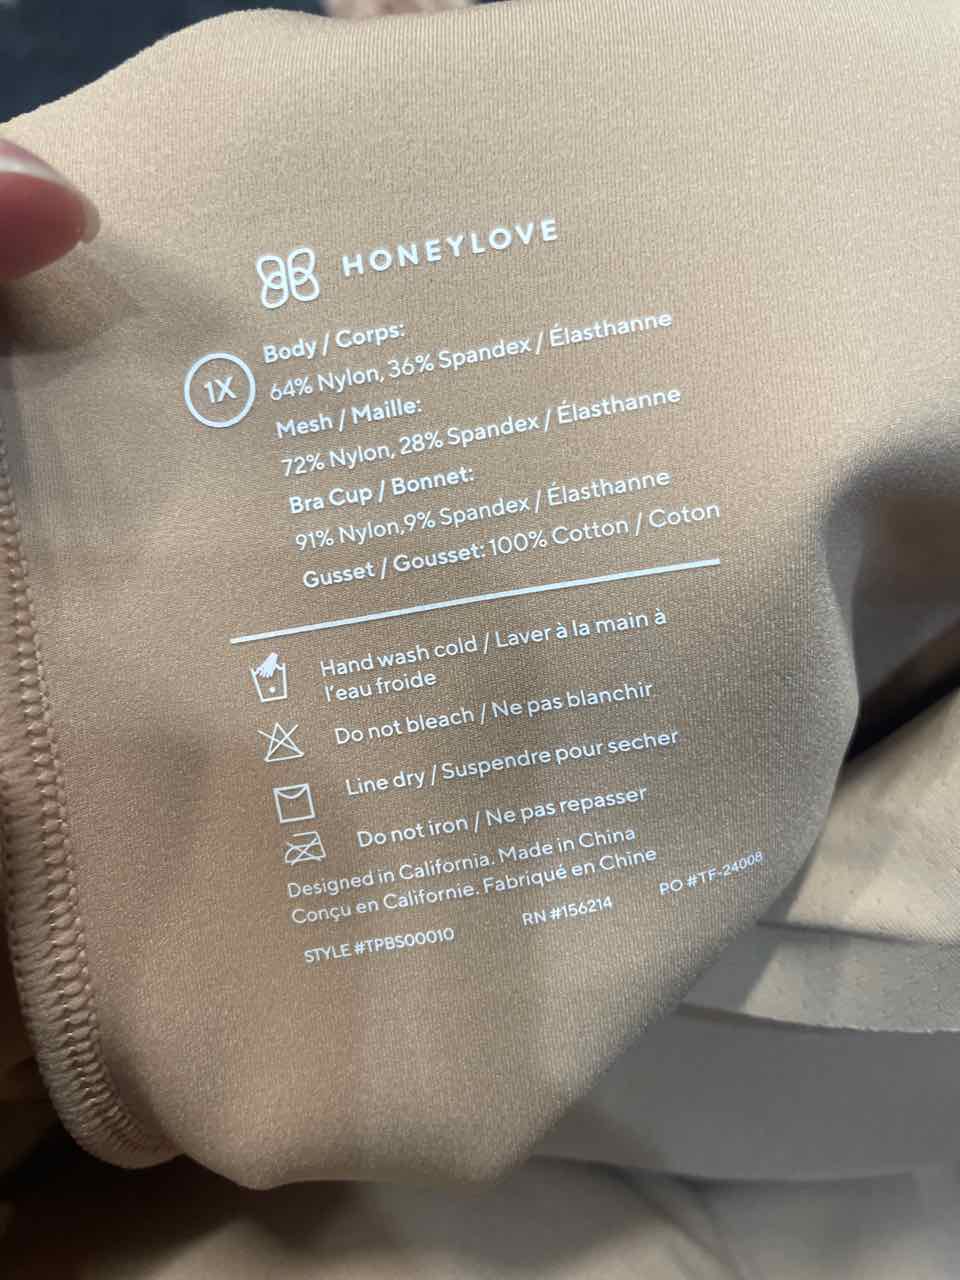 HONEYLOVE
1X
Body / Corps:
64% Nylon, 36% Spandex / Élasthanne
Mesh / Maille:
72% Nylon, 28% Spandex / Élasthanne
Bra Cup / Bonnet:
91% Nylon,9% Spandex / Élasthanne
Gusset / Gousset: 100% Cotton / Coton
Hand wash cold / Laver à la main à
l'eau froide
Do not bleach / Ne pas blanchir
Line dry / Suspendre pour secher
Do not iron / Ne pas repasser
Designed in California. Made in China
Conçu en Californie. Fabriqué en Chine
STYLE #TPBS00010 RN #156214 PO #TF-24008